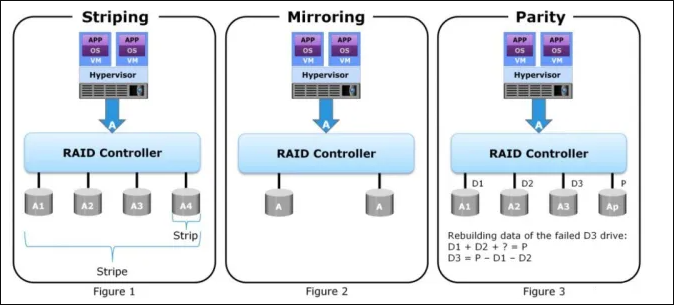 Striping
APP APP
OS OS
VM VM
Hypervisor
A
RAID Controller
A1 A2 A3 A4
Strip
Stripe
Figure 1
Mirroring
APP APP
OS OS
VM VM
Hypervisor
A
RAID Controller
A A
Figure 2
Parity
APP APP
OS OS
VM VM
Hypervisor
A
RAID Controller
D1 D2 D3 P
A1 A2 A3 Ap
Rebuilding data of the failed D3 drive:
D1 + D2 + ? = P
D3 = P – D1 – D2
Figure 3